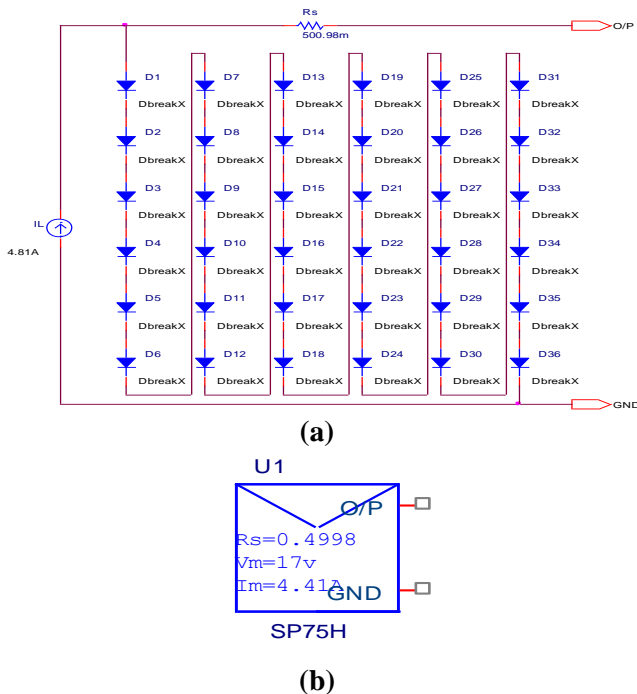 Rs
500.98m
O/P
D1 D7 D13 D19 D25 D31
DbreakX DbreakX DbreakX DbreakX DbreakX DbreakX
D2 D8 D14 D20 D26 D32
DbreakX DbreakX DbreakX DbreakX DbreakX DbreakX
D3 D9 D15 D21 D27 D33
DbreakX DbreakX DbreakX DbreakX DbreakX DbreakX
IL
4.81A
D4 D10 D16 D22 D28 D34
DbreakX DbreakX DbreakX DbreakX DbreakX DbreakX
D5 D11 D17 D23 D29 D35
DbreakX DbreakX DbreakX DbreakX DbreakX DbreakX
D6 D12 D18 D24 D30 D36
DbreakX DbreakX DbreakX DbreakX DbreakX DbreakX
GND
(a)
U1
O/P
Rs=0.4998
Vm=17v
Im=4.41A
GND
SP75H
(b)